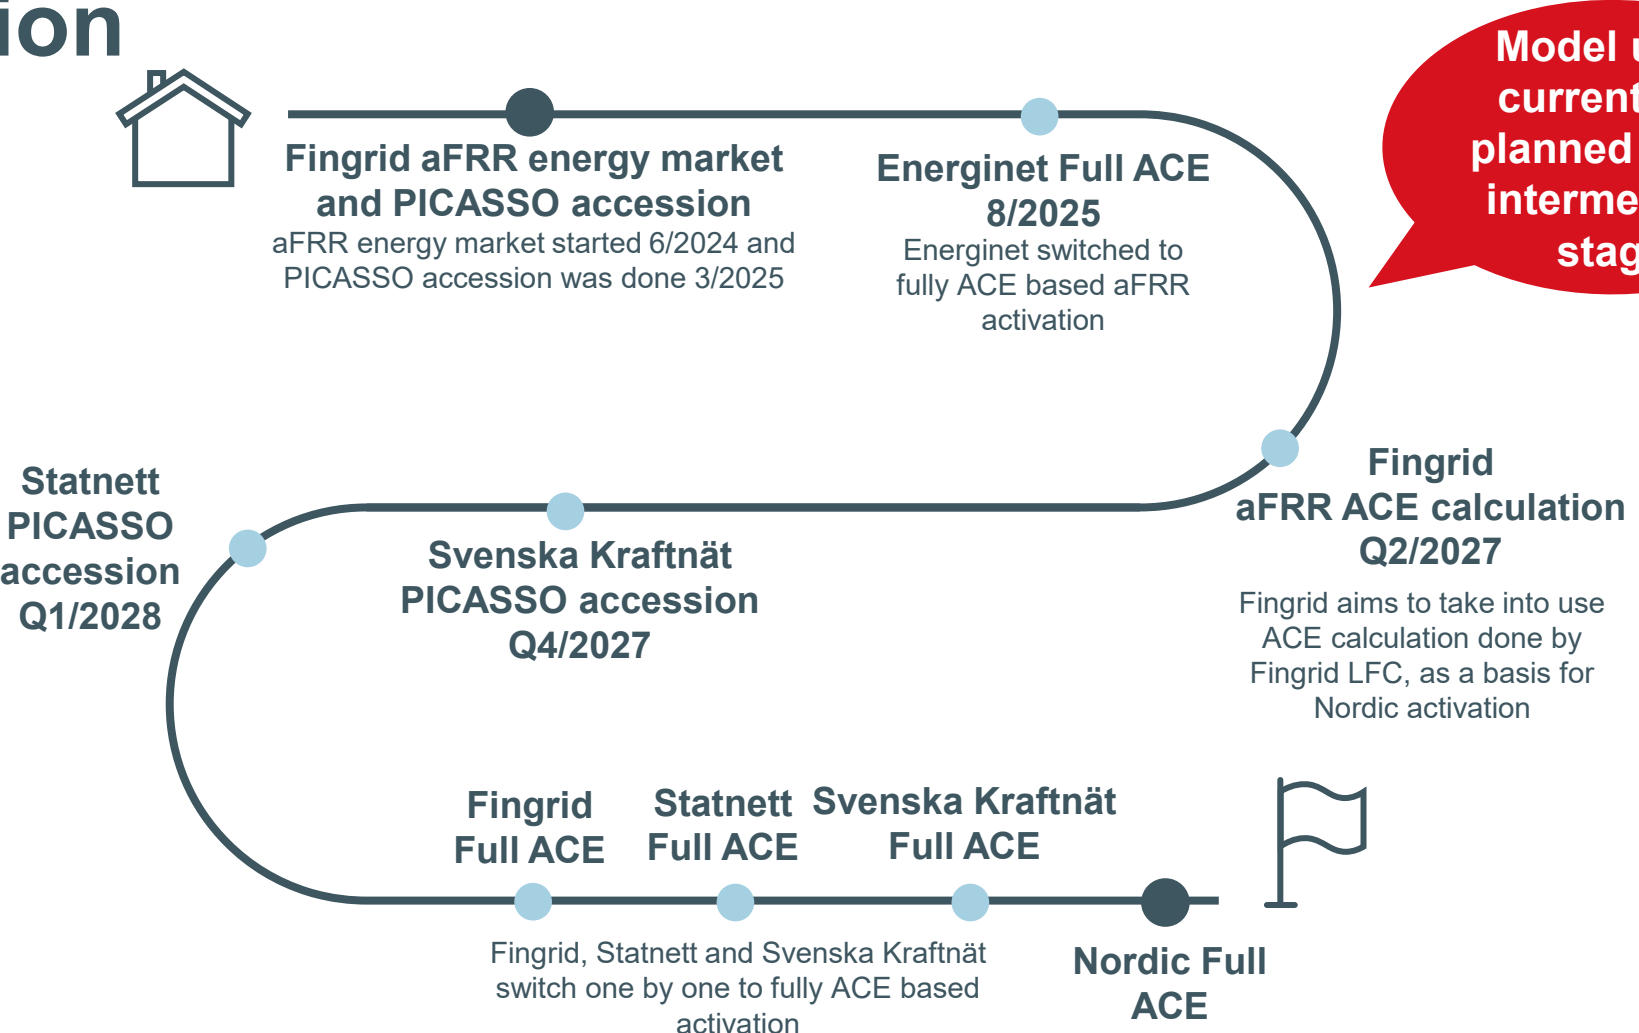 ion
Model
current
planned
Fingrid aFRR energy market
and PICASSO accession
aFRR energy market started 6/2024 and
PICASSO accession was done 3/2025
Energinet Full ACE
8/2025
Energinet switched to
fully ACE based aFRR
activation
Fingrid
aFRR ACE calculation
Q2/2027
Fingrid aims to take into use
ACE calculation done by
Fingrid LFC, as a basis for
Nordic activation
Svenska Kraftnät
PICASSO accession
Q4/2027
Statnett
PICASSO
accession
Q1/2028
Fingrid
Full ACE
Statnett
Full ACE
Svenska Kraftnät
Full ACE
Fingrid, Statnett and Svenska Kraftnät
switch one by one to fully ACE based
activation
Nordic Full
ACE